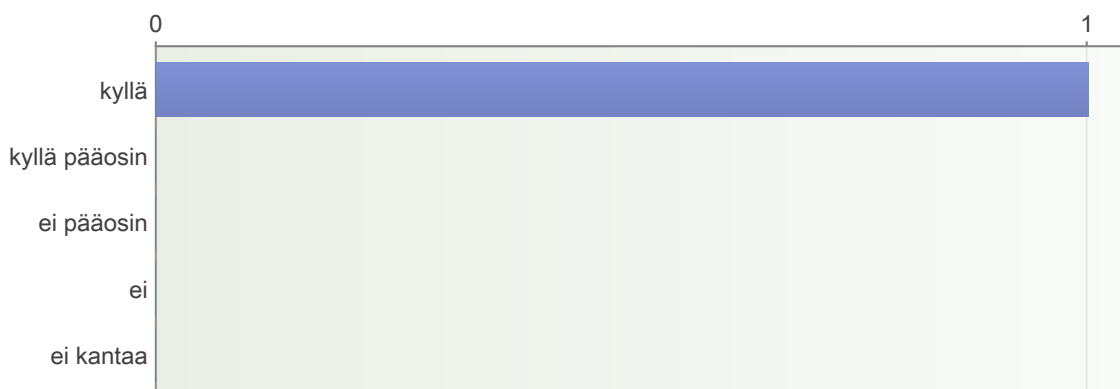 0 1
kyllä
kyllä pääosin
ei pääosin
ei
ei kantaa